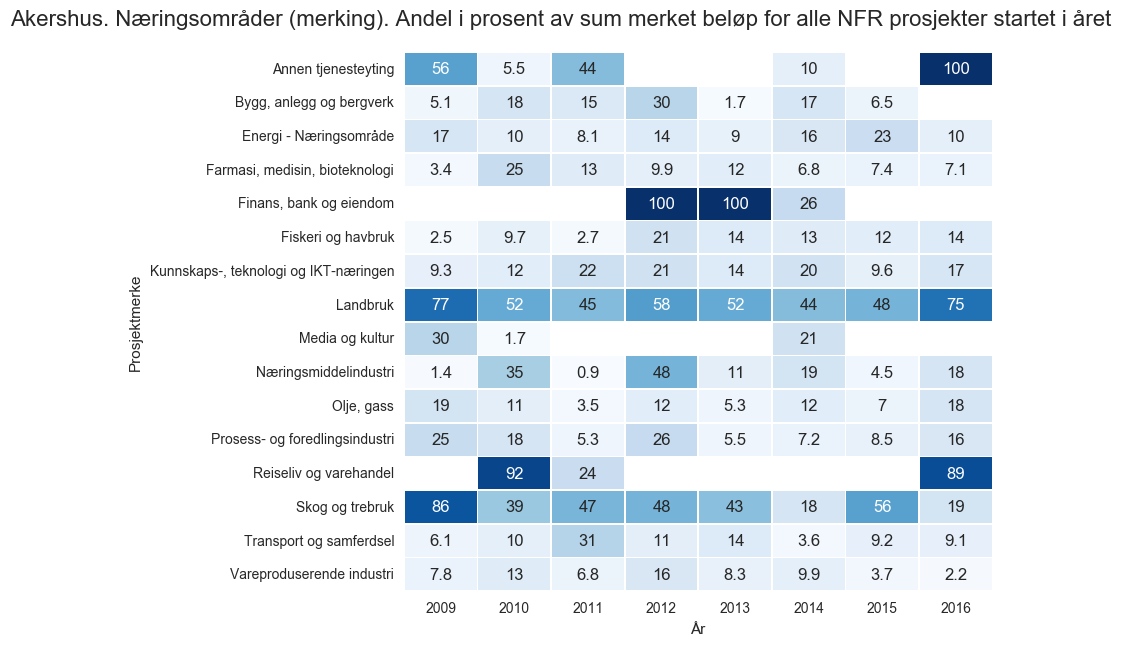 Akershus. Næringsområder (merking). Andel i prosent av sum merket beløp for alle NFR prosjekter startet i året
Prosjektmerke
Annen tjenesteyting 56 5.5 44 10 100
Bygg, anlegg og bergverk 5.1 18 15 30 1.7 17 6.5
Energi - Næringsområde 17 10 8.1 14 9 16 23 10
Farmasi, medisin, bioteknologi 3.4 25 13 9.9 12 6.8 7.4 7.1
Finans, bank og eiendom 100 100 26
Fiskeri og havbruk 2.5 9.7 2.7 21 14 13 12 14
Kunnskaps-, teknologi og IKT-næringen 9.3 12 22 21 14 20 9.6 17
Landbruk 77 52 45 58 52 44 48 75
Media og kultur 30 1.7 21
Næringsmiddelindustri 1.4 35 0.9 48 11 19 4.5 18
Olje, gass 19 11 3.5 12 5.3 12 7 18
Prosess- og foredlingsindustri 25 18 5.3 26 5.5 7.2 8.5 16
Reiseliv og varehandel 92 24 89
Skog og trebruk 86 39 47 48 43 18 56 19
Transport og samferdsel 6.1 10 31 11 14 3.6 9.2 9.1
Vareproduserende industri 7.8 13 6.8 16 8.3 9.9 3.7 2.2
2009 2010 2011 2012 2013 2014 2015 2016
År